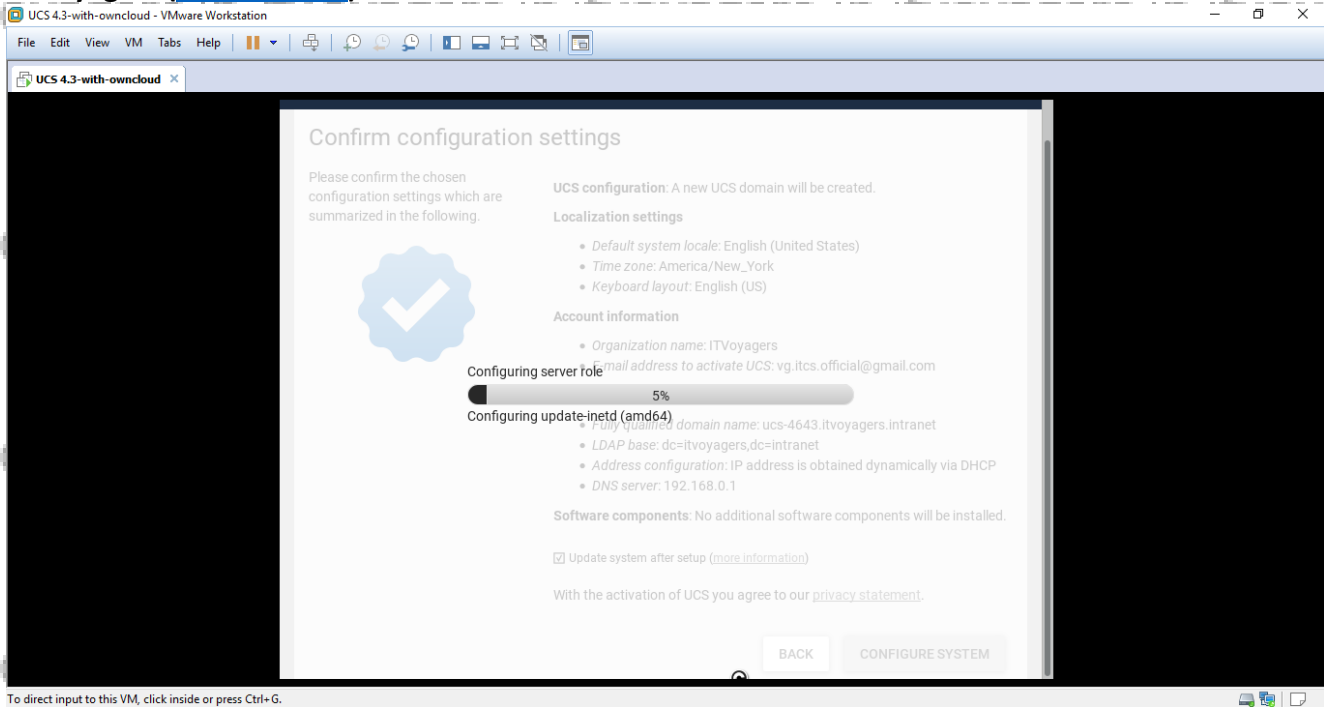 UCS 4.3-with-owncloud - VMware Workstation
File Edit View VM Tabs Help
UCS 4.3-with-owncloud
Confirm configuration settings
Please confirm the chosen
configuration settings which are
summarized in the following.
UCS configuration: A new UCS domain will be created.
Localization settings
Default system locale: English (United States)
Time zone: America/New_York
Keyboard layout: English (US)
Account information
Organization name: ITVoyagers
E-mail address to activate UCS: vg.itcs.official@gmail.com
Configuring server role
5%
Configuring update-inetd (amd64)
Fully qualified domain name: ucs-4643.itvoyagers.intranet
LDAP base: dc=itvoyagers,dc=intranet
Address configuration: IP address is obtained dynamically via DHCP
DNS server: 192.168.0.1
Software components: No additional software components will be installed.
Update system after setup (more information)
With the activation of UCS you agree to our privacy statement.
BACK CONFIGURE SYSTEM
To direct input to this VM, click inside or press Ctrl+G.